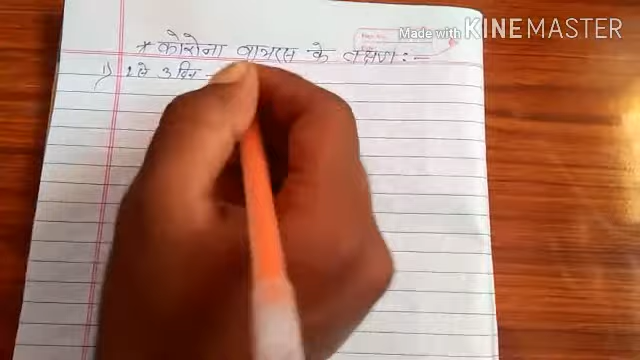 Made with KINEMASTER
* कोरोना वायरस के लक्षण :-
1) 1 से 3 दिन -